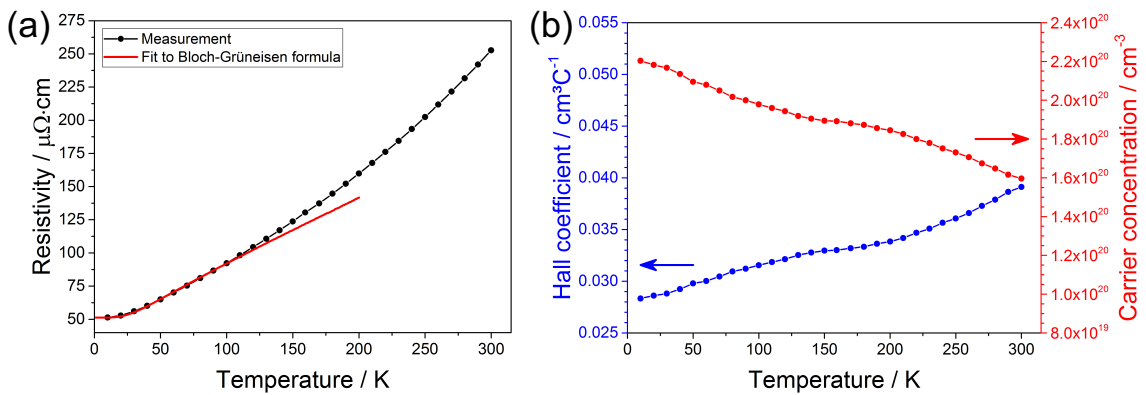 (a)
275
250
225
200
175
150
125
100
75
50
Resistivity / μΩ·cm
Measurement
Fit to Bloch-Grüneisen formula
0 50 100 150 200 250 300
Temperature / K
(b)
0.055
0.050
0.045
0.040
0.035
0.030
0.025
Hall coefficient / cm³C⁻¹
2.4x10²⁰
2.2x10²⁰
2.0x10²⁰
1.8x10²⁰
1.6x10²⁰
1.4x10²⁰
1.2x10²⁰
1.0x10²⁰
8.0x10¹⁹
Carrier concentration / cm⁻³
0 50 100 150 200 250 300
Temperature / K